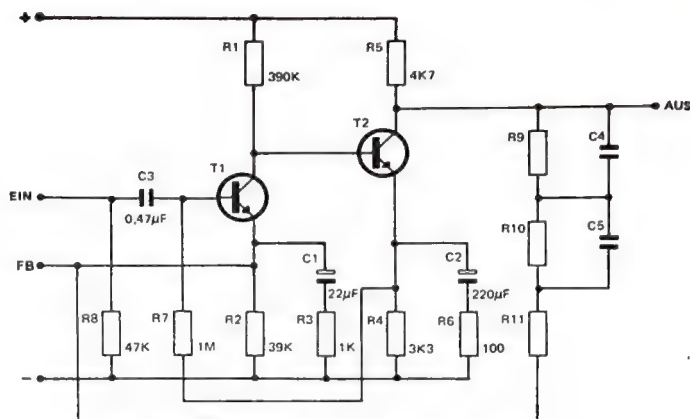 +
R1
390K
R5
4K7
AUS
T2
R9
C4
T1
C3
EIN
0,47µF
R10
C5
FB
C1
22µF
C2
220µF
R8
47K
R7
1M
R2
39K
R3
1K
R4
3K3
R6
100
R11
−